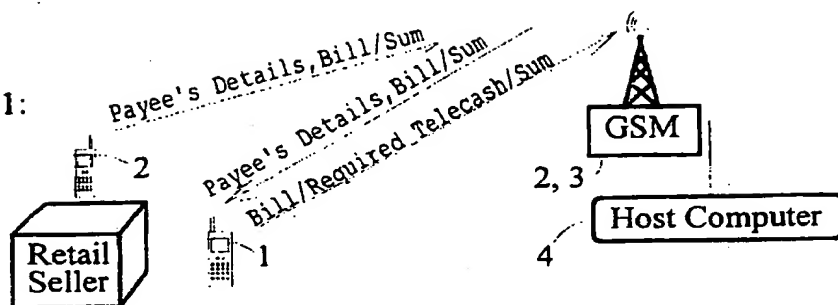 Payee's Details,Bill/Sum
Payee's Details,Bill/Sum
Bill/Required Telecash/Sum
1:
2
GSM
2, 3
Host Computer
4
Retail
Seller
1